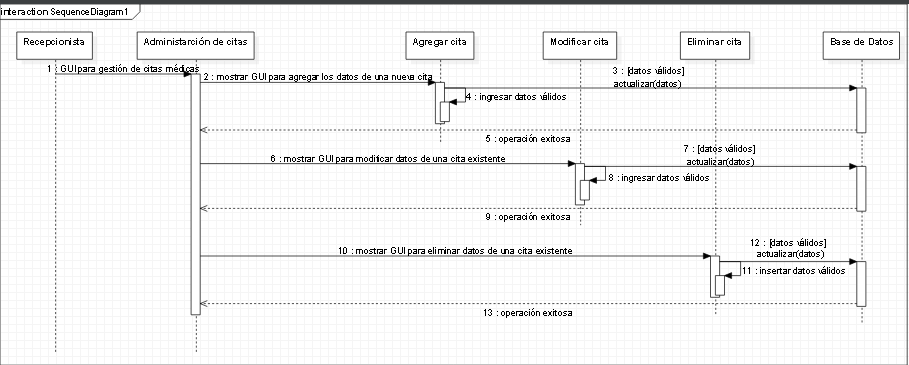 interaction SequenceDiagram1
Recepcionista
Administarción de citas
Agregar cita
Modificar cita
Eliminar cita
Base de Datos
1 : GUI para gestión de citas médicas
2 : mostrar GUI para agregar los datos de una nueva cita
3 : [datos válidos]
actualizar(datos)
4 : ingresar datos válidos
5 : operación exitosa
6 : mostrar GUI para modificar datos de una cita existente
7 : [datos válidos]
actualizar(datos)
8 : ingresar datos válidos
9 : operación exitosa
10 : mostrar GUI para eliminar datos de una cita existente
12 : [datos válidos]
actualizar(datos)
11 : insertar datos válidos
13 : operación exitosa